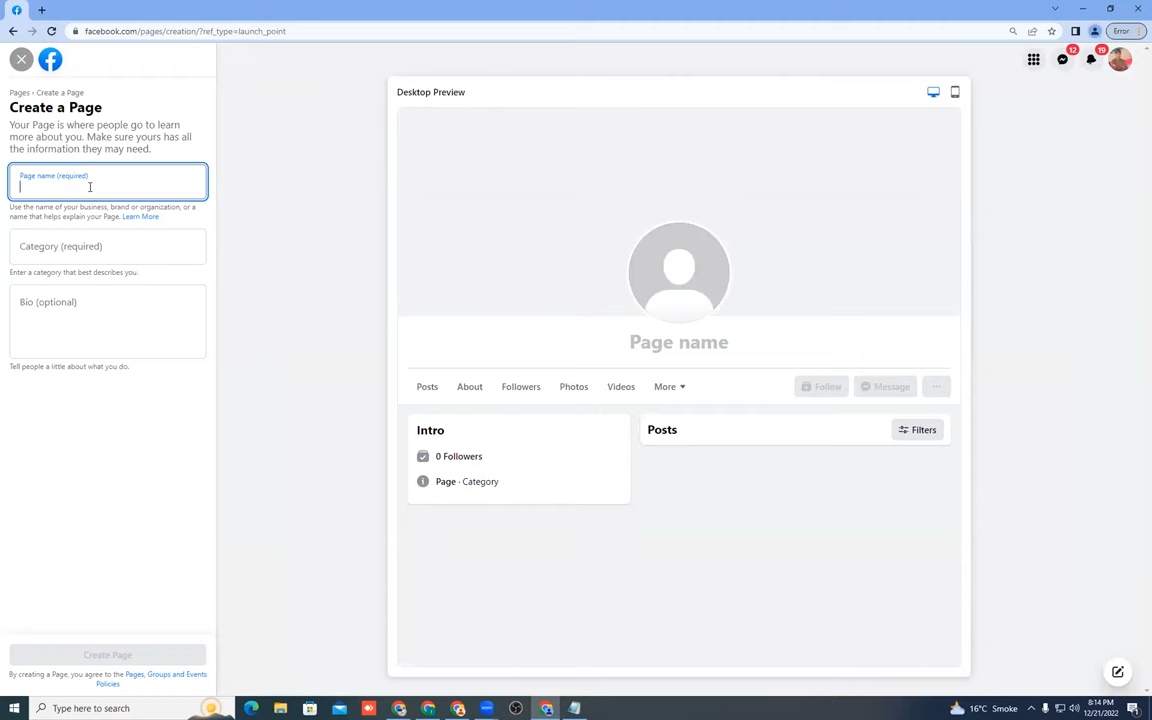 facebook.com/pages/creation/?ref_type=launch_point
Error
12
19
Pages › Create a Page
Create a Page
Your Page is where people go to learn
more about you. Make sure yours has all
the information they may need.
Page name (required)
Use the name of your business, brand or organization, or a
name that helps explain your Page. Learn More
Category (required)
Enter a category that best describes you.
Bio (optional)
Tell people a little about what you do.
Create Page
By creating a Page, you agree to the Pages, Groups and Events
Policies
Desktop Preview
Page name
Posts About Followers Photos Videos More
Follow Message ...
Intro
0 Followers
Page · Category
Posts
Filters
Type here to search
16°C Smoke
8:14 PM
12/21/2022
1